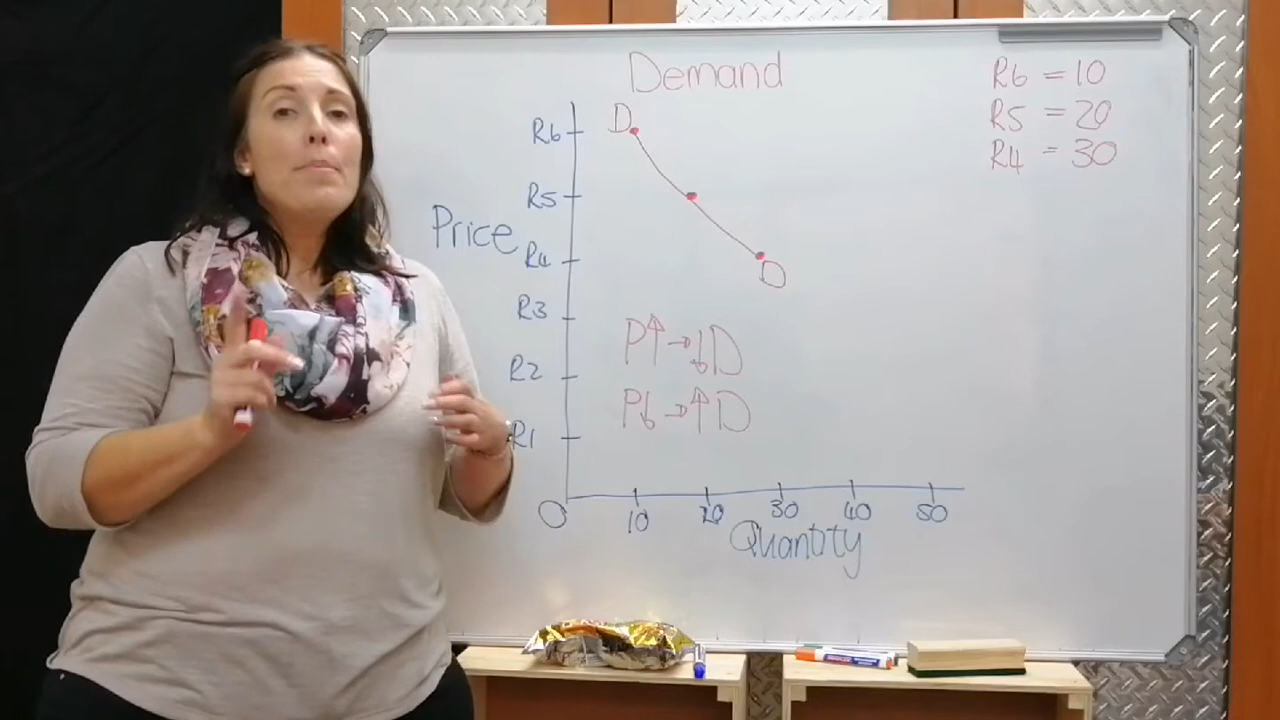 Demand
R6 = 10
R5 = 20
R4 = 30
D
R6
R5
Price
R4
D
R3
P↑→↓D
R2
P↓→↑D
R1
O
10 20 30 40 50
Quantity